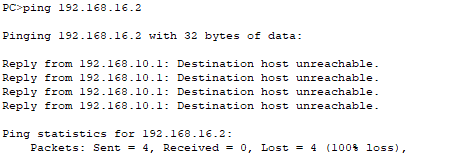 PC>ping 192.168.16.2
Pinging 192.168.16.2 with 32 bytes of data:
Reply from 192.168.10.1: Destination host unreachable.
Reply from 192.168.10.1: Destination host unreachable.
Reply from 192.168.10.1: Destination host unreachable.
Reply from 192.168.10.1: Destination host unreachable.
Ping statistics for 192.168.16.2:
Packets: Sent = 4, Received = 0, Lost = 4 (100% loss),